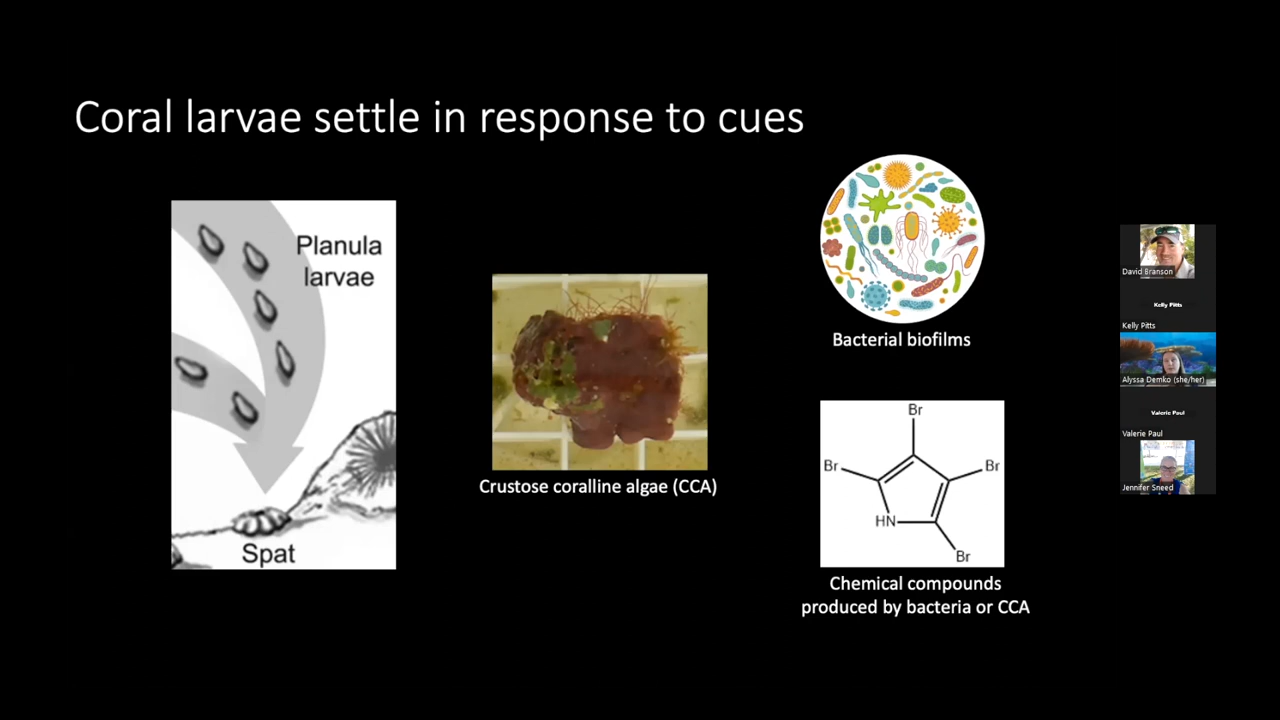 Coral larvae settle in response to cues
Planula
larvae
Spat
Crustose coralline algae (CCA)
Bacterial biofilms
Br
Br
Br
HN
Br
Chemical compounds
produced by bacteria or CCA
David Branson
Kelly Pitts
Kelly Pitts
Alyssa Demko (she/her)
Valerie Paul
Valerie Paul
Jennifer Sneed